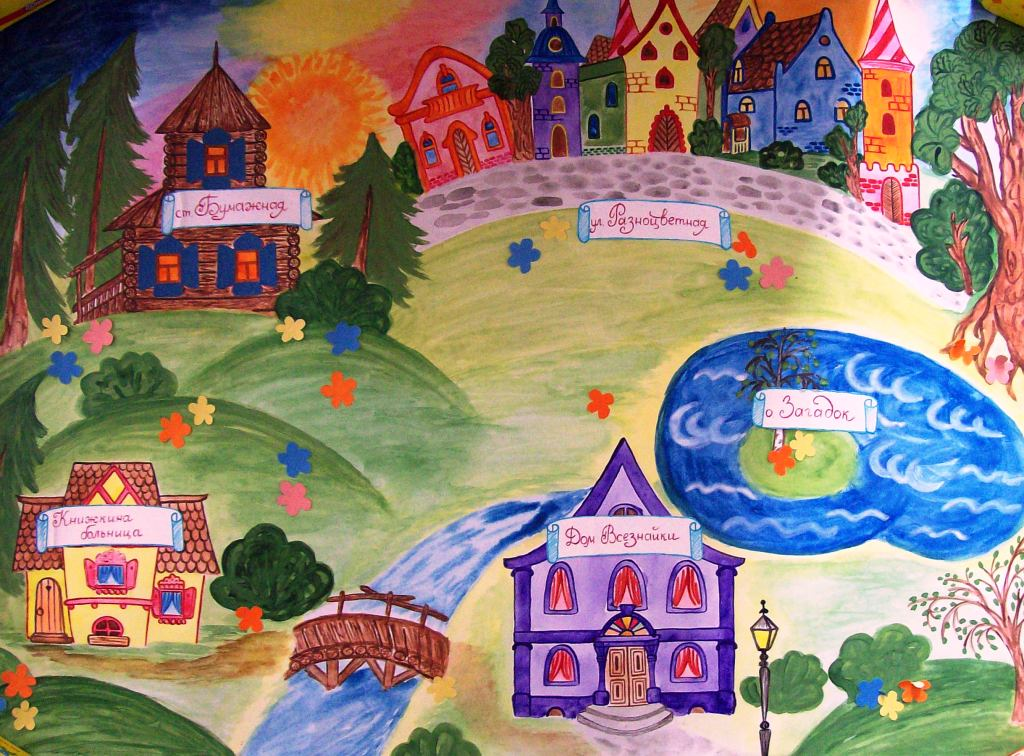 ст. Бумажная
ул. Разноцветная
о Загадок
Книжкина
больница
Дом Всезнайки